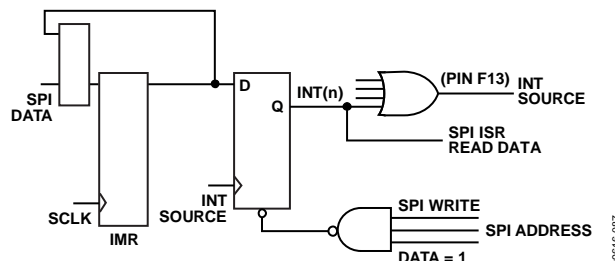 SPI
DATA
SCLK
IMR
D
Q
INT
SOURCE
INT(n)
(PIN F13)
INT
SOURCE
SPI ISR
READ DATA
SPI WRITE
SPI ADDRESS
DATA = 1